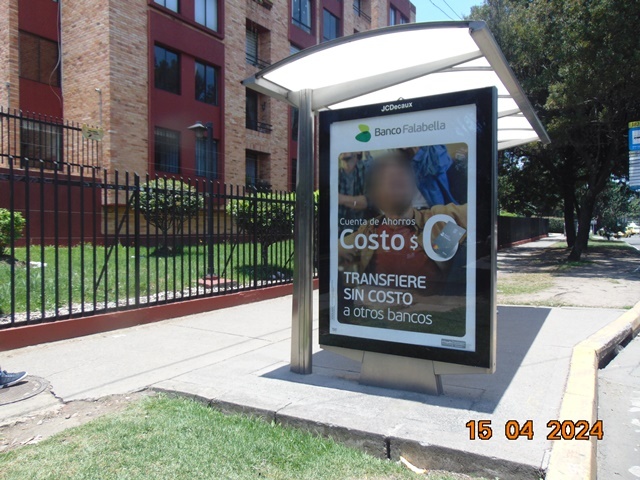 JCDecaux
Banco Falabella
Cuenta de Ahorros
Costo $0
TRANSFIERE
SIN COSTO
a otros bancos
15 04 2024